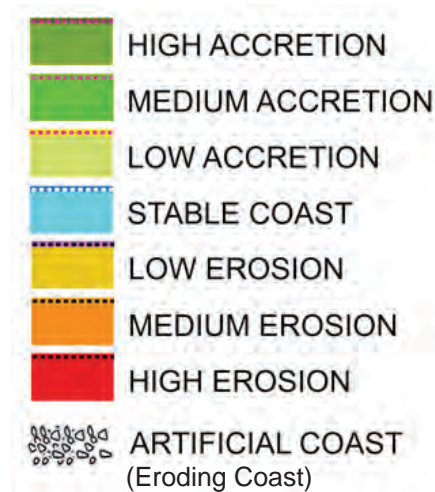 HIGH ACCRETION
MEDIUM ACCRETION
LOW ACCRETION
STABLE COAST
LOW EROSION
MEDIUM EROSION
HIGH EROSION
ARTIFICIAL COAST
(Eroding Coast)